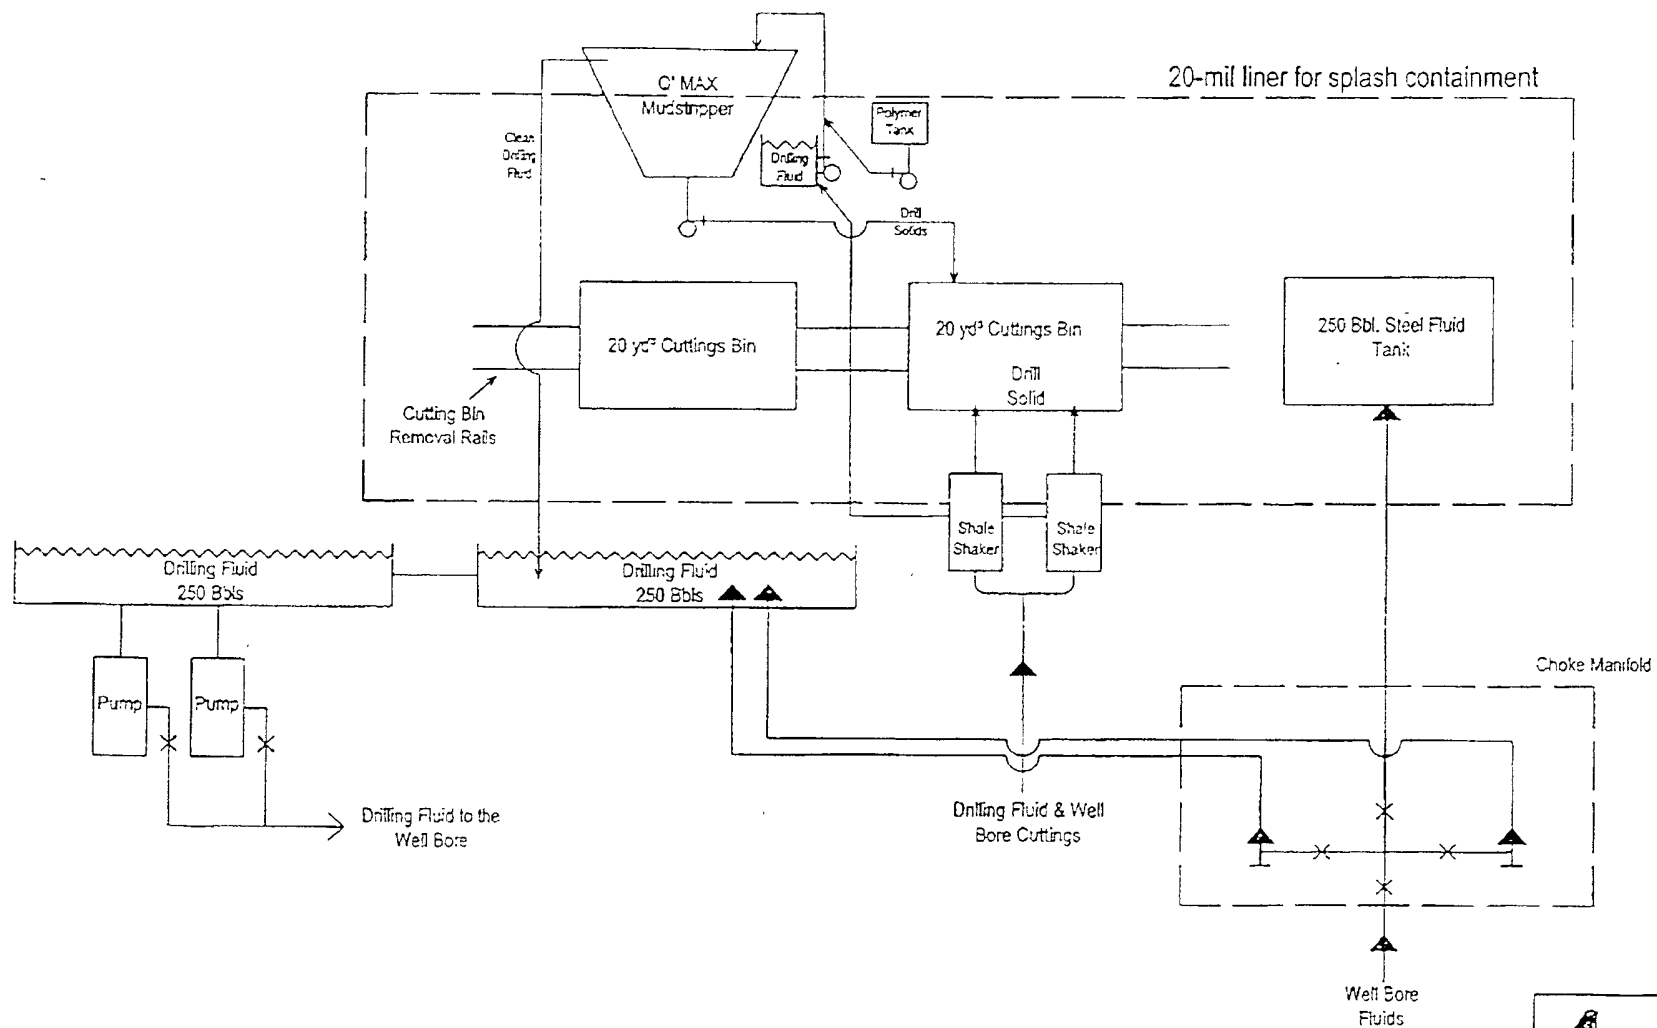 20-mil liner for splash containment
Q' MAX
Mudstripper
Polymer
Tank
Clean
Drilling
Fluid
Drilling
Fluid
Drill
Solids
20 yd³ Cuttings Bin
20 yd³ Cuttings Bin
Drill
Solid
250 Bbl. Steel Fluid
Tank
Cutting Bin
Removal Rails
Shale
Shaker
Shale
Shaker
Drilling Fluid
250 Bbls
Drilling Fluid
250 Bbls
Choke Manifold
Pump
Pump
Drilling Fluid to the
Well Bore
Drilling Fluid & Well
Bore Cuttings
Well Bore
Fluids